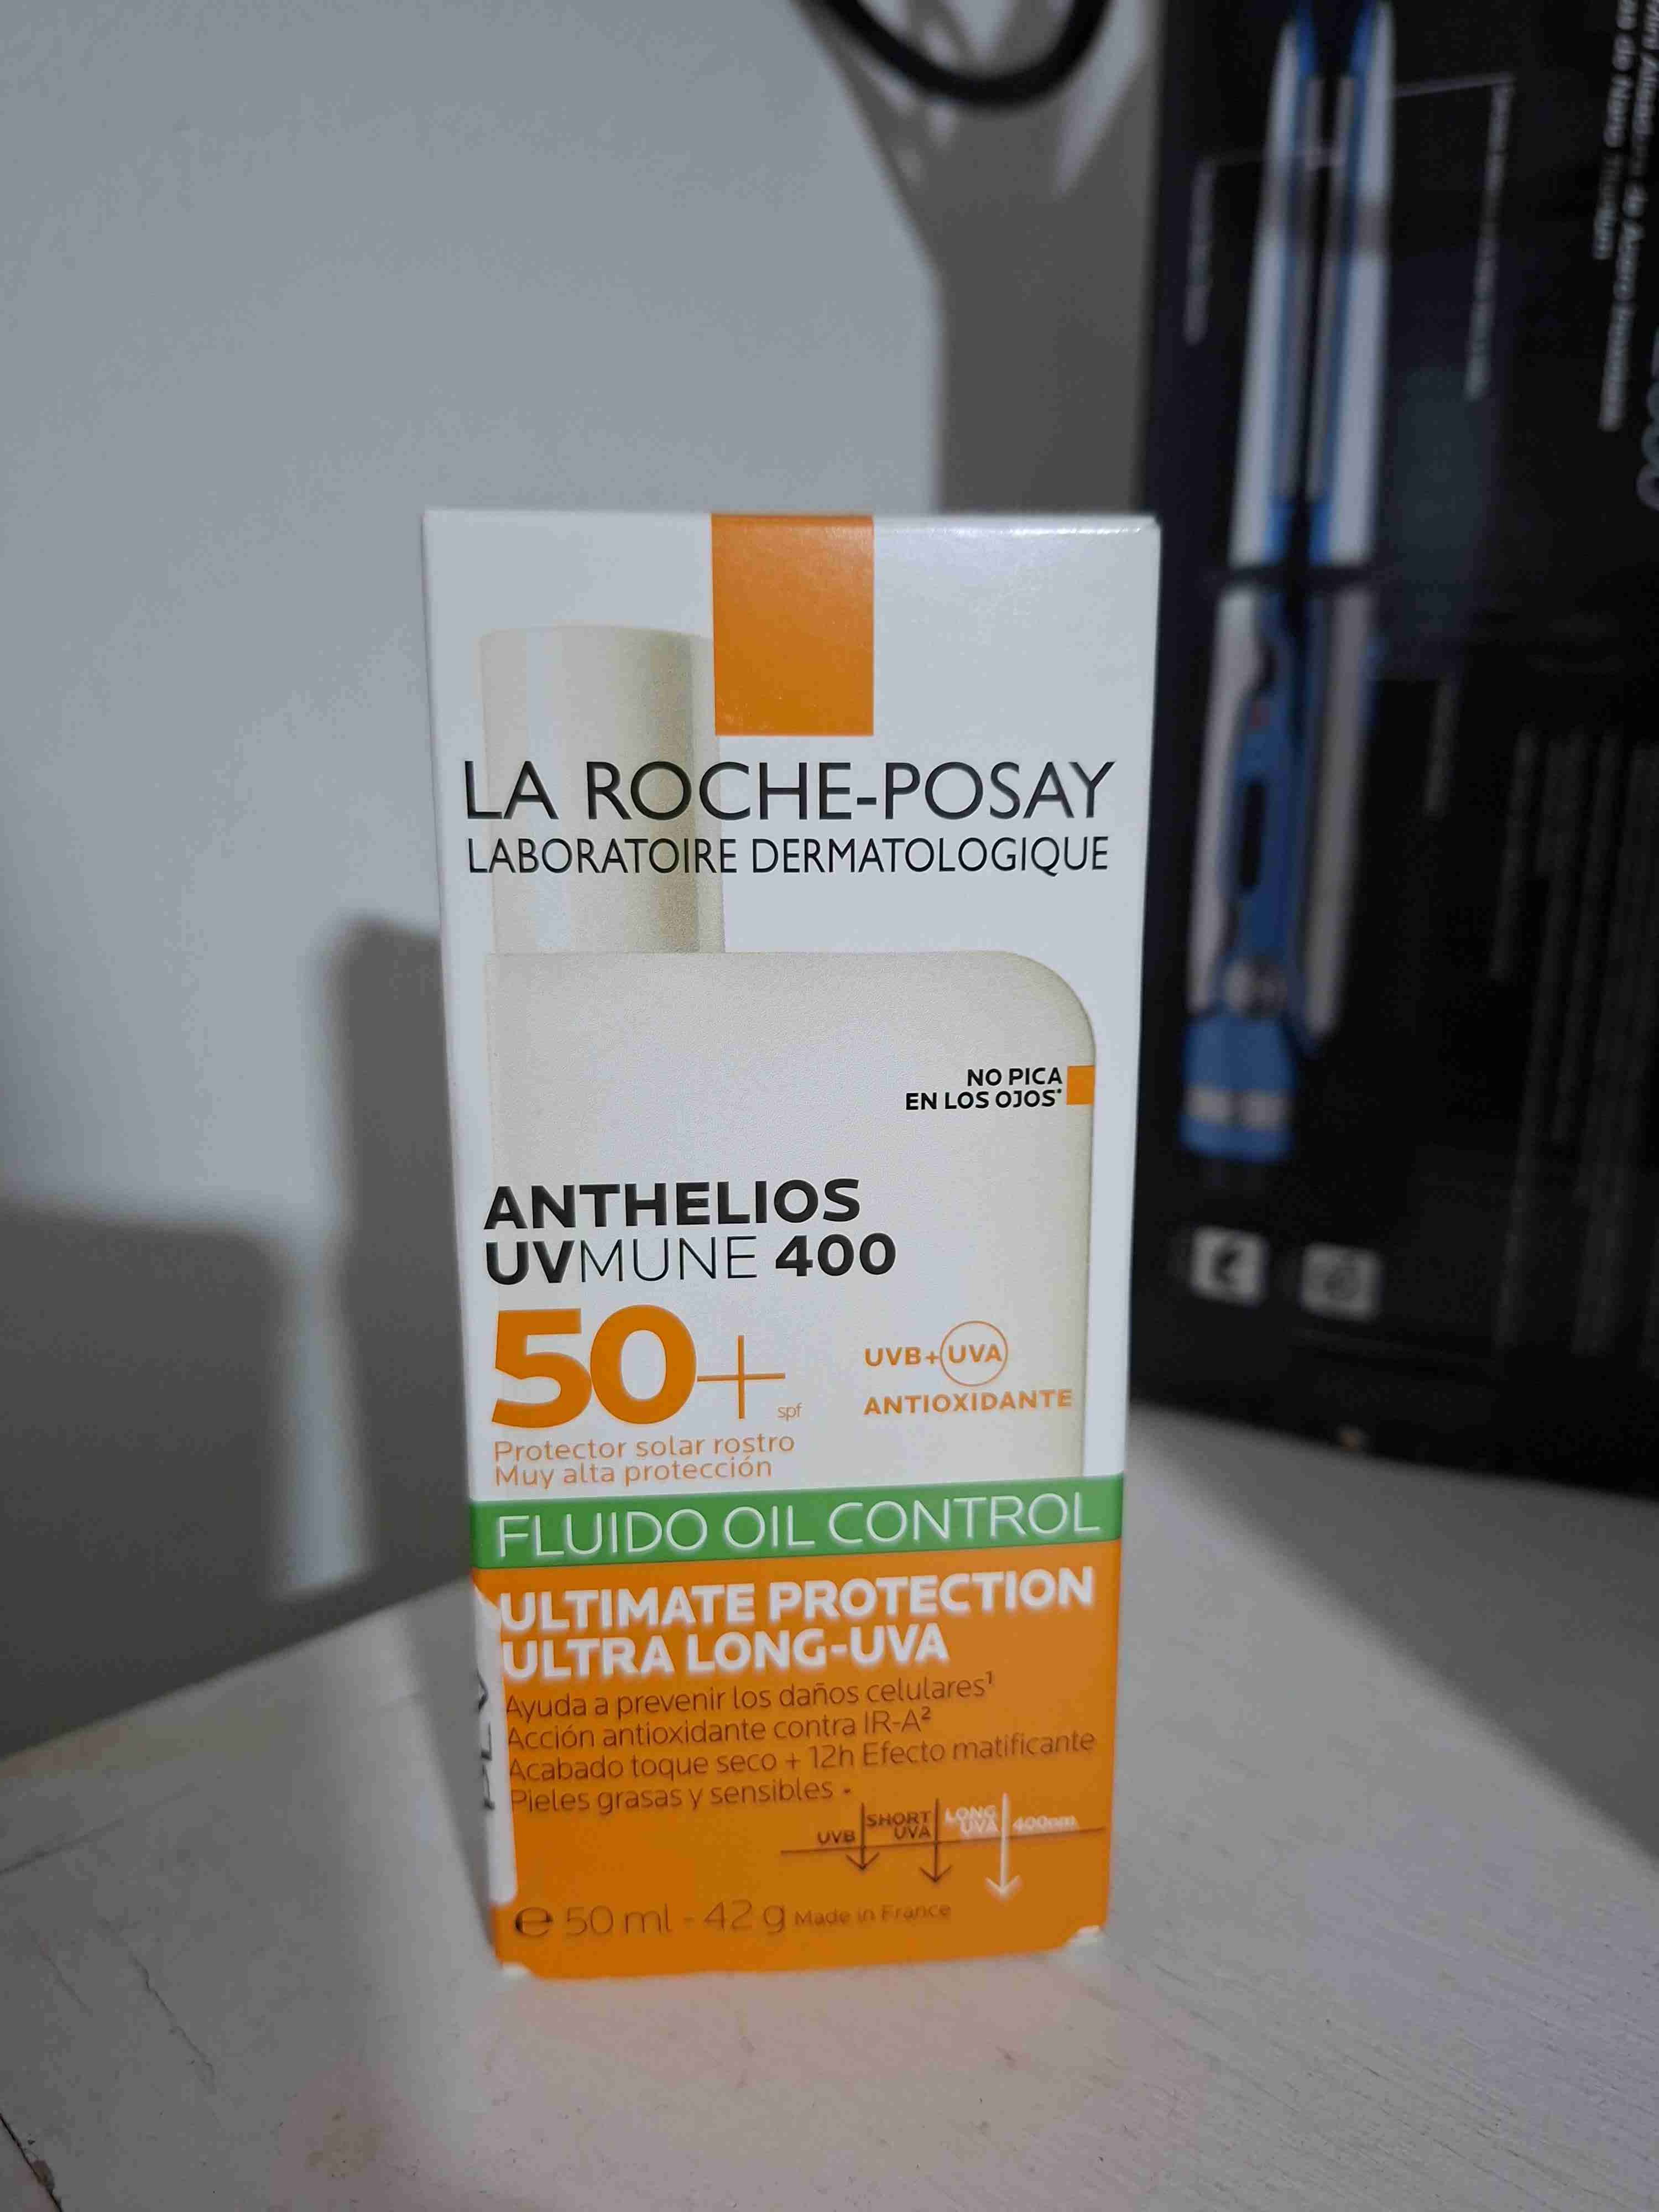 LA ROCHE-POSAY
LABORATOIRE DERMATOLOGIQUE
NO PICA
EN LOS OJOS*
ANTHELIOS
UVMUNE 400
50+ spf
UVB+UVA
ANTIOXIDANTE
Protector solar rostro
Muy alta protección
FLUIDO OIL CONTROL
ULTIMATE PROTECTION
ULTRA LONG-UVA
Ayuda a prevenir los daños celulares¹
Acción antioxidante contra IR-A²
Acabado toque seco + 12h Efecto matificante
Pieles grasas y sensibles -
UVB SHORT UVA LONG UVA 400nm
e 50 ml - 42 g Made in France